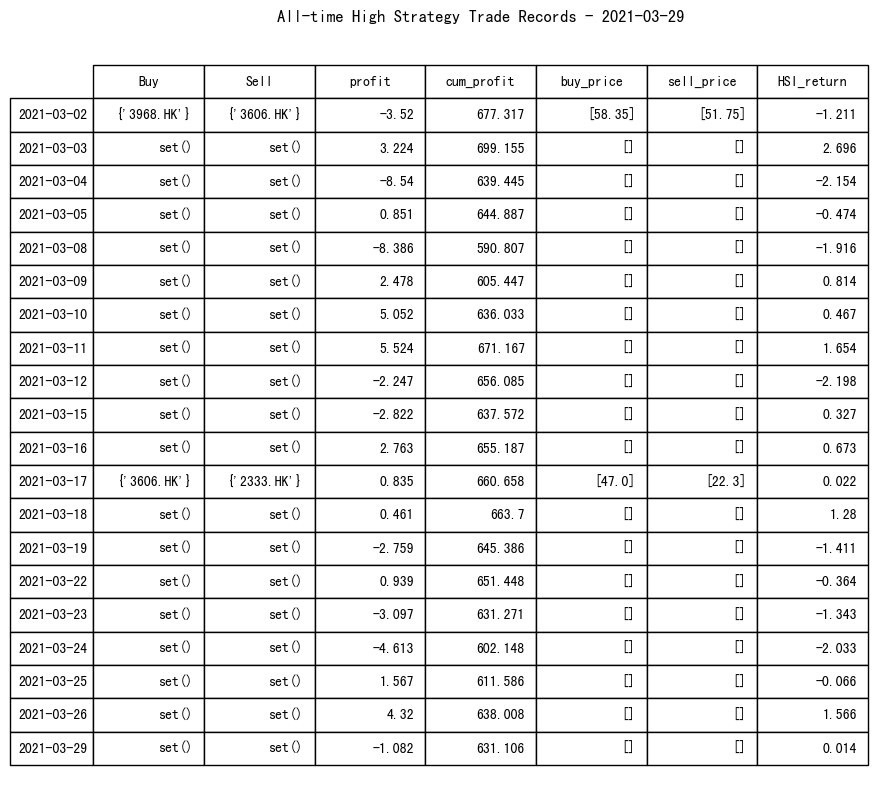 All-time High Strategy Trade Records - 2021-03-29
Buy Sell profit cum_profit buy_price sell_price HSI_return
2021-03-02 {'3968.HK'} {'3606.HK'} -3.52 677.317 [58.35] [51.75] -1.211
2021-03-03 set() set() 3.224 699.155 [] [] 2.696
2021-03-04 set() set() -8.54 639.445 [] [] -2.154
2021-03-05 set() set() 0.851 644.887 [] [] -0.474
2021-03-08 set() set() -8.386 590.807 [] [] -1.916
2021-03-09 set() set() 2.478 605.447 [] [] 0.814
2021-03-10 set() set() 5.052 636.033 [] [] 0.467
2021-03-11 set() set() 5.524 671.167 [] [] 1.654
2021-03-12 set() set() -2.247 656.085 [] [] -2.198
2021-03-15 set() set() -2.822 637.572 [] [] 0.327
2021-03-16 set() set() 2.763 655.187 [] [] 0.673
2021-03-17 {'3606.HK'} {'2333.HK'} 0.835 660.658 [47.0] [22.3] 0.022
2021-03-18 set() set() 0.461 663.7 [] [] 1.28
2021-03-19 set() set() -2.759 645.386 [] [] -1.411
2021-03-22 set() set() 0.939 651.448 [] [] -0.364
2021-03-23 set() set() -3.097 631.271 [] [] -1.343
2021-03-24 set() set() -4.613 602.148 [] [] -2.033
2021-03-25 set() set() 1.567 611.586 [] [] -0.066
2021-03-26 set() set() 4.32 638.008 [] [] 1.566
2021-03-29 set() set() -1.082 631.106 [] [] 0.014